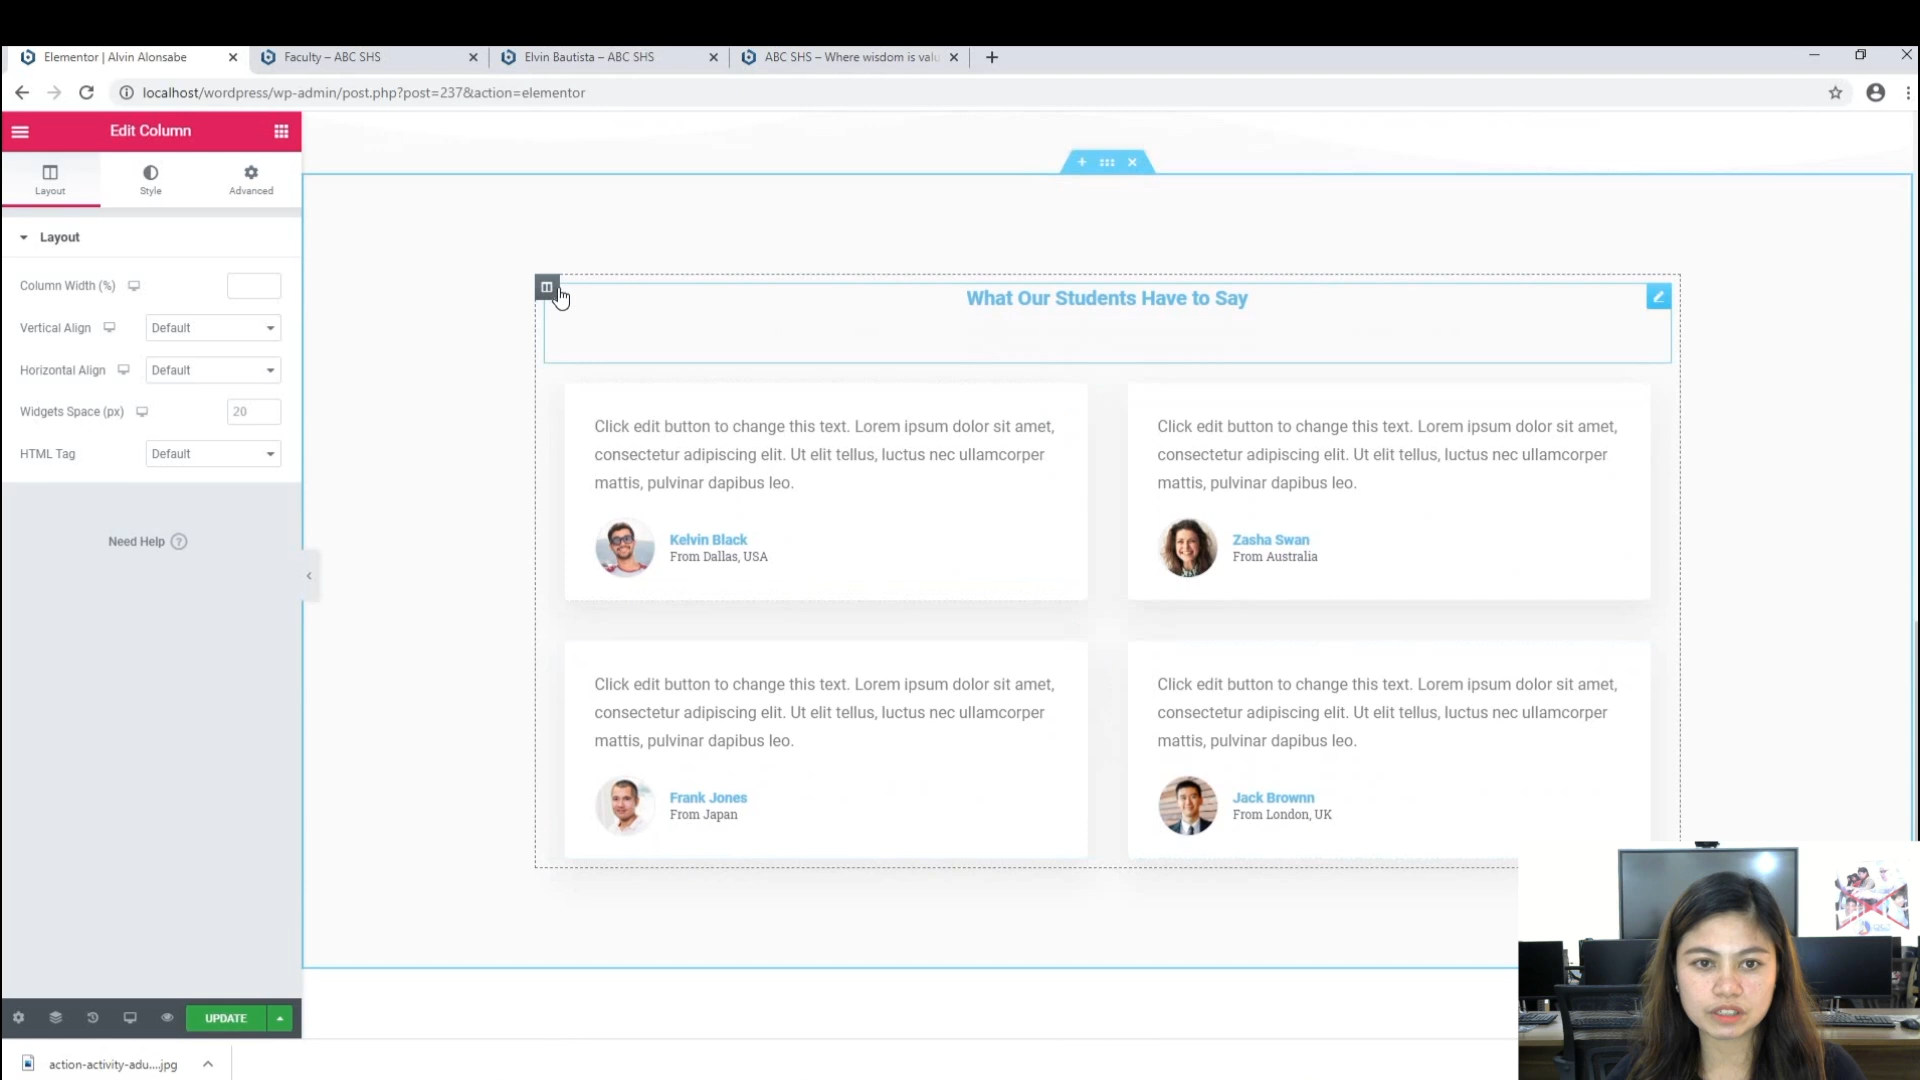 Elementor | Alvin Alonsabe
Faculty – ABC SHS
Elvin Bautista – ABC SHS
ABC SHS – Where wisdom is valu
localhost/wordpress/wp-admin/post.php?post=237&action=elementor
Edit Column
Layout
Style
Advanced
Layout
Column Width (%)
Vertical Align
Default
Horizontal Align
Default
Widgets Space (px)
20
HTML Tag
Default
Need Help ?
UPDATE
action-activity-adu....jpg
What Our Students Have to Say
Click edit button to change this text. Lorem ipsum dolor sit amet,
consectetur adipiscing elit. Ut elit tellus, luctus nec ullamcorper
mattis, pulvinar dapibus leo.
Kelvin Black
From Dallas, USA
Click edit button to change this text. Lorem ipsum dolor sit amet,
consectetur adipiscing elit. Ut elit tellus, luctus nec ullamcorper
mattis, pulvinar dapibus leo.
Zasha Swan
From Australia
Click edit button to change this text. Lorem ipsum dolor sit amet,
consectetur adipiscing elit. Ut elit tellus, luctus nec ullamcorper
mattis, pulvinar dapibus leo.
Frank Jones
From Japan
Click edit button to change this text. Lorem ipsum dolor sit amet,
consectetur adipiscing elit. Ut elit tellus, luctus nec ullamcorper
mattis, pulvinar dapibus leo.
Jack Brownn
From London, UK